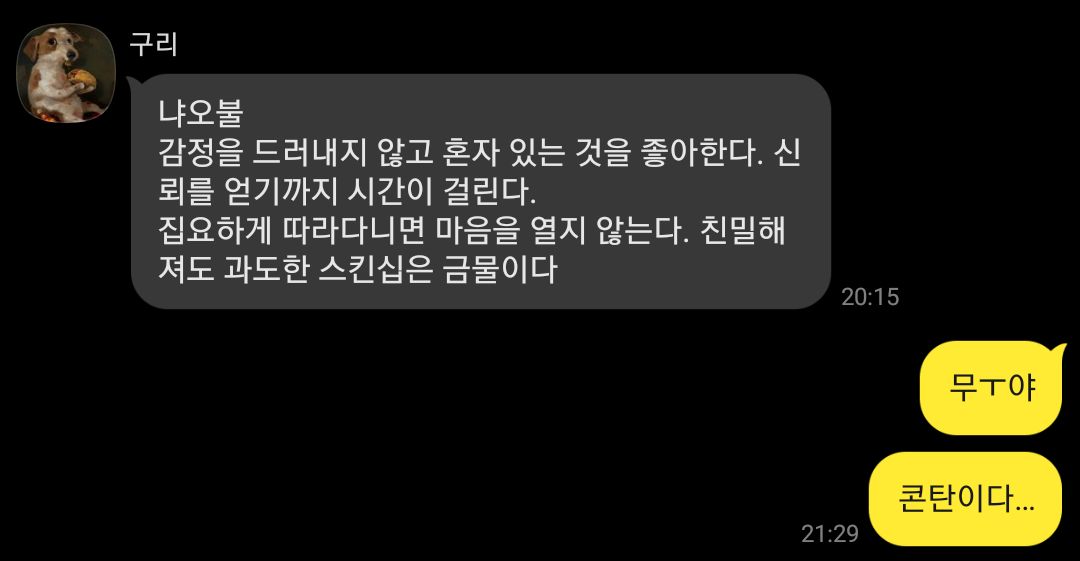 구리
냐오불
감정을 드러내지 않고 혼자 있는 것을 좋아한다. 신
뢰를 얻기까지 시간이 걸린다.
집요하게 따라다니면 마음을 열지 않는다. 친밀해
져도 과도한 스킨십은 금물이다
20:15
무ㅜ야
콘탄이다...
21:29